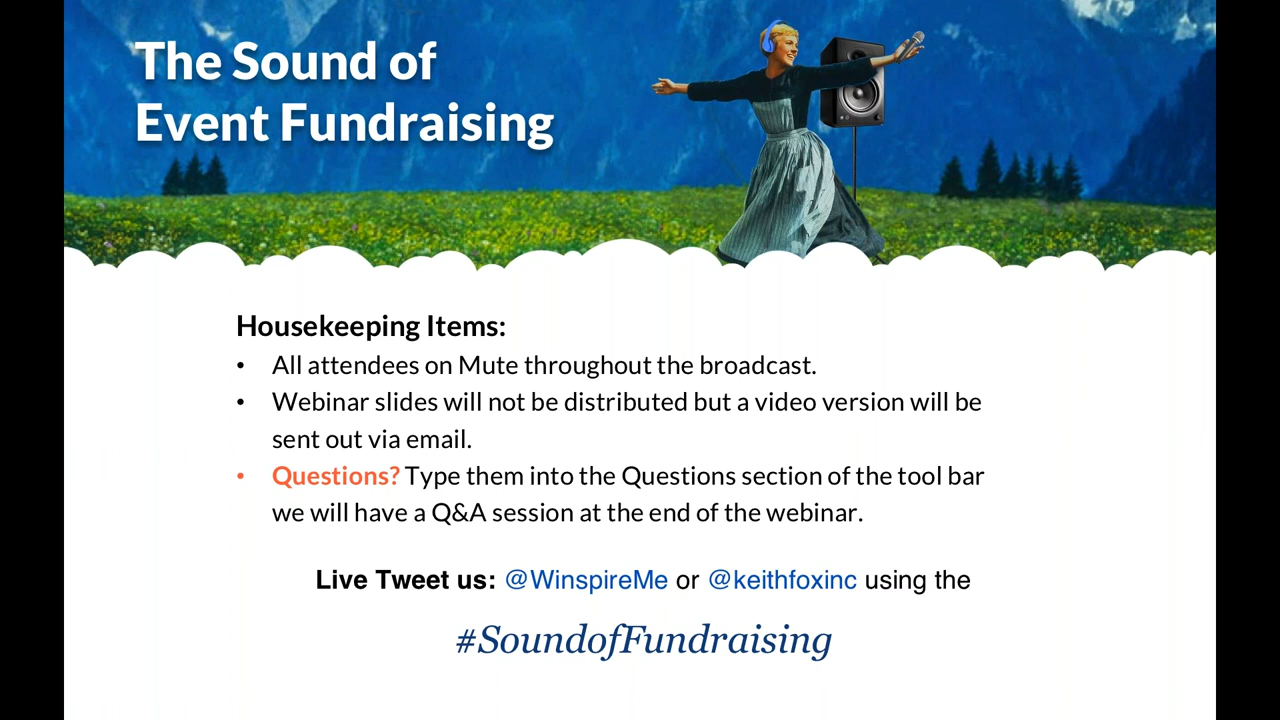 The Sound of
Event Fundraising
Housekeeping Items:
• All attendees on Mute throughout the broadcast.
• Webinar slides will not be distributed but a video version will be
sent out via email.
• Questions? Type them into the Questions section of the tool bar
we will have a Q&A session at the end of the webinar.
Live Tweet us: @WinspireMe or @keithfoxinc using the
#SoundofFundraising